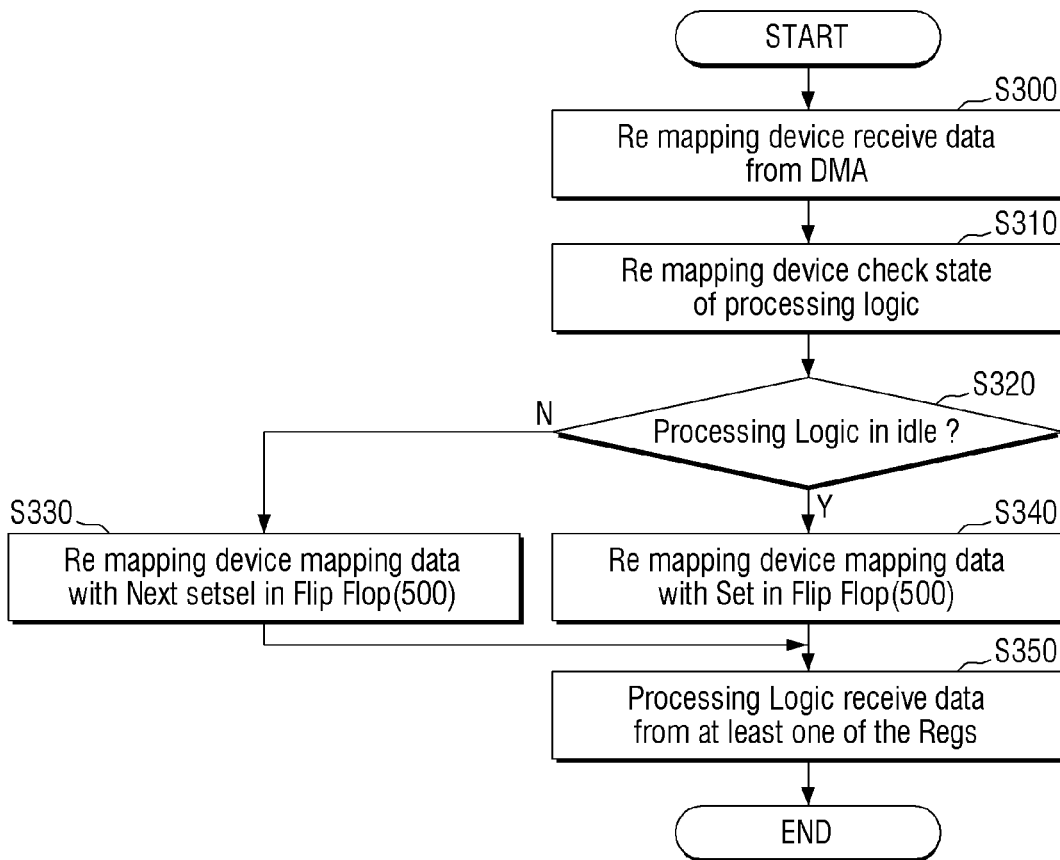 START
S300
Re mapping device receive data
from DMA
S310
Re mapping device check state
of processing logic
S320
Processing Logic in idle ?
N
Y
S330
Re mapping device mapping data
with Next setsel in Flip Flop(500)
S340
Re mapping device mapping data
with Set in Flip Flop(500)
S350
Processing Logic receive data
from at least one of the Regs
END